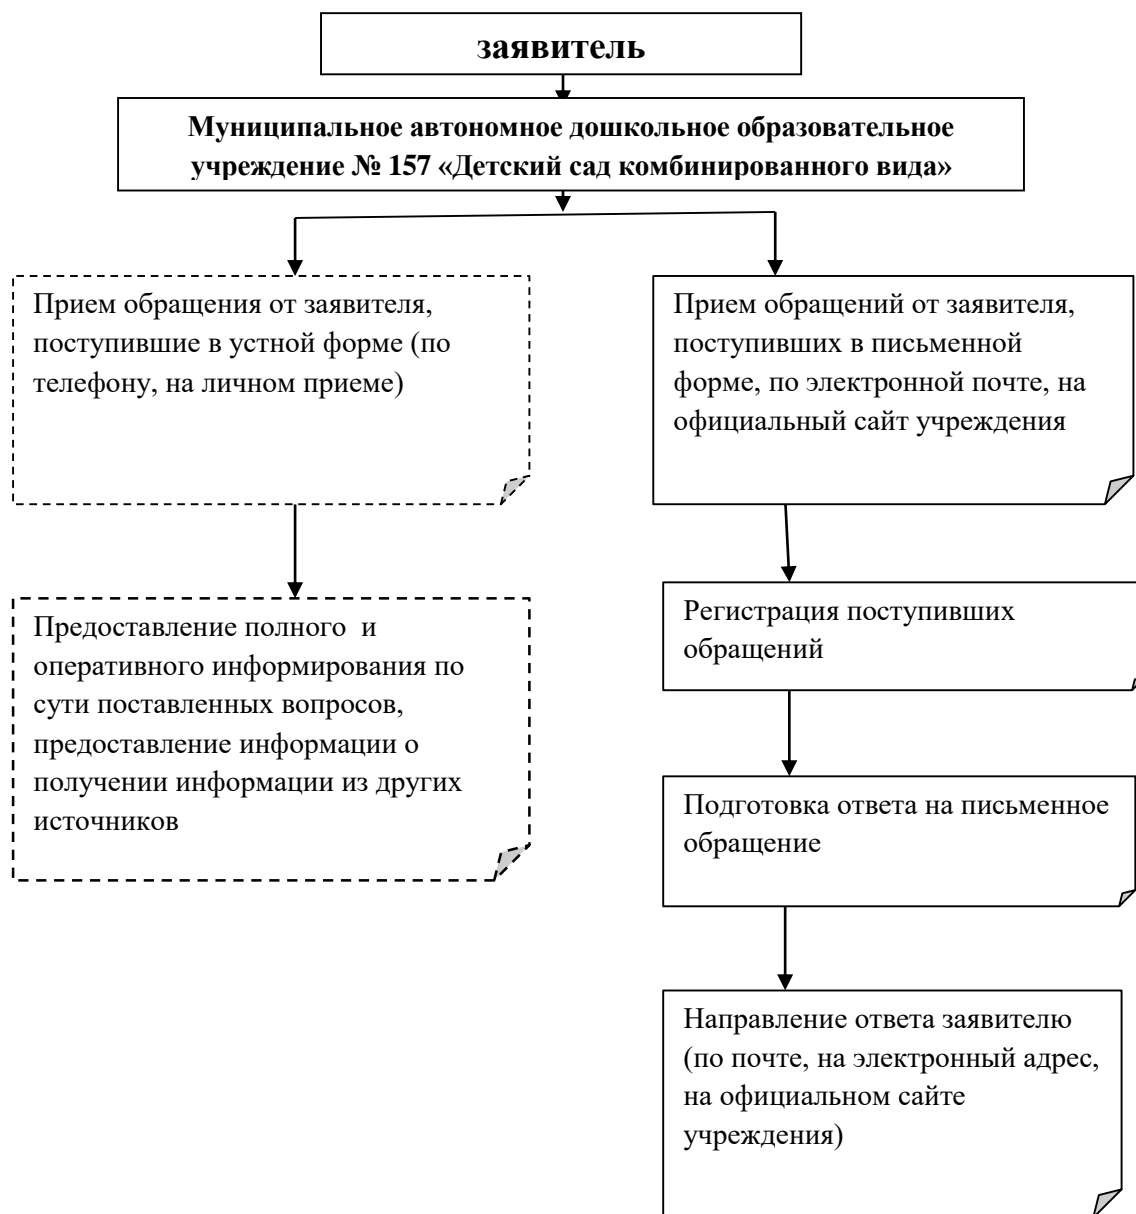 заявитель
Муниципальное автономное дошкольное образовательное
учреждение № 157 «Детский сад комбинированного вида»
Прием обращения от заявителя,
поступившие в устной форме (по
телефону, на личном приеме)
Прием обращений от заявителя,
поступивших в письменной
форме, по электронной почте, на
официальный сайт учреждения
Предоставление полного и
оперативного информирования по
сути поставленных вопросов,
предоставление информации о
получении информации из других
источников
Регистрация поступивших
обращений
Подготовка ответа на письменное
обращение
Направление ответа заявителю
(по почте, на электронный адрес,
на официальном сайте
учреждения)